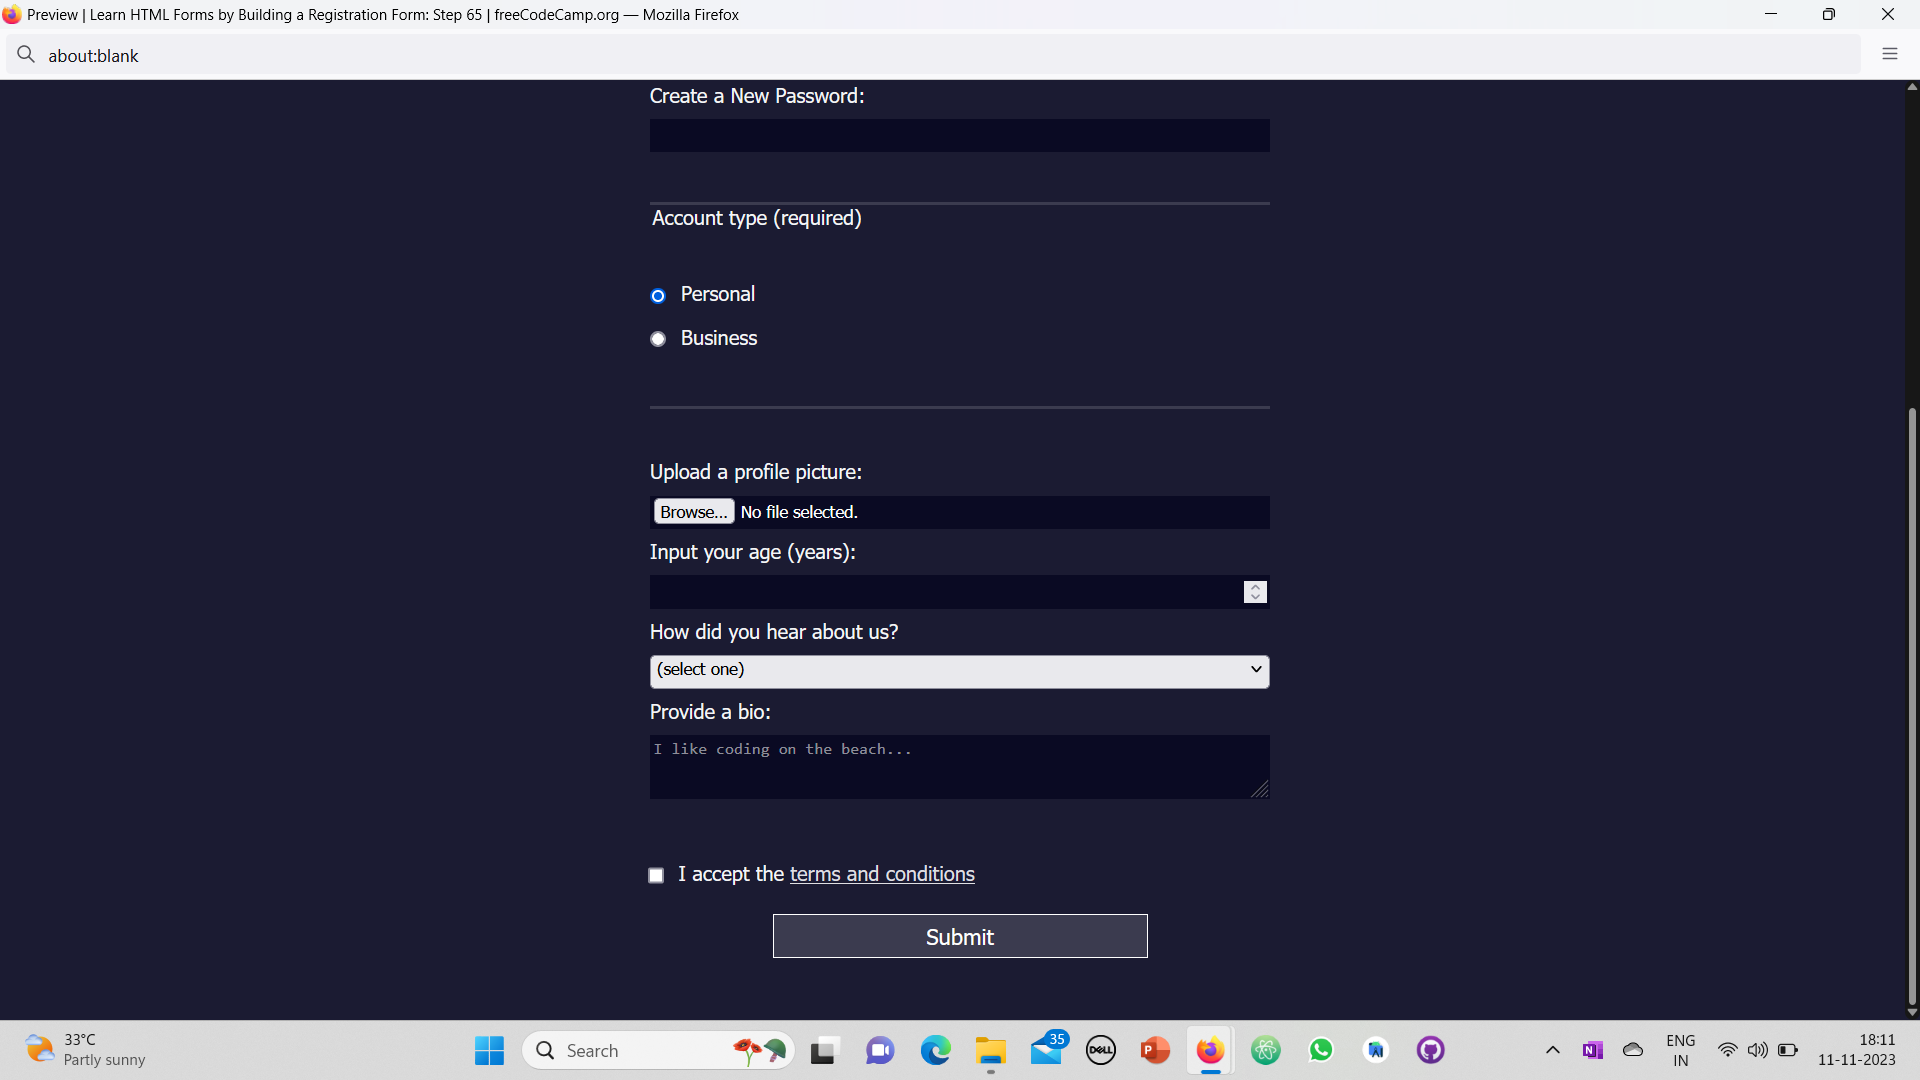 Preview | Learn HTML Forms by Building a Registration Form: Step 65 | freeCodeCamp.org — Mozilla Firefox
about:blank
Create a New Password:
Account type (required)
Personal
Business
Upload a profile picture:
Browse... No file selected.
Input your age (years):
How did you hear about us?
(select one)
Provide a bio:
I like coding on the beach...
I accept the terms and conditions
Submit
33°C
Partly sunny
Search
35
DELL
P
N
ENG
IN
18:11
11-11-2023